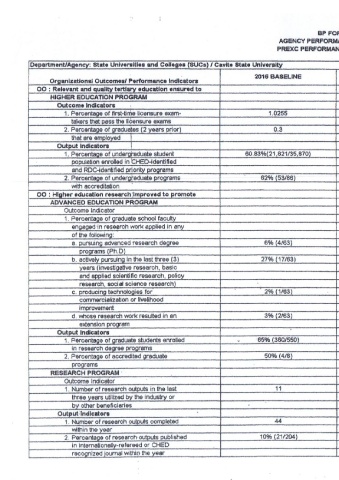 BP FOR
AGENCY PERFORMA
PREXC PERFORMAN
Department/Agency: State Universities and Colleges (SUCs) / Cavite State University
Organizational Outcomes/ Performance Indicators 2016 BASELINE
OO : Relevant and quality tertiary education ensured to
HIGHER EDUCATION PROGRAM
Outcome Indicators
1. Percentage of first-time licensure exam- 1.0255
takers that pass the licensure exams
2. Percentage of graduates (2 years prior) 0.3
that are employed
Output Indicators
1. Percentage of undergraduate student 60.83%(21,821/35,870)
population enrolled in CHED-identified
and RDC-identified priority programs
2. Percentage of undergraduate programs 62% (53/86)
with accreditation
OO : Higher education research improved to promote
ADVANCED EDUCATION PROGRAM
Outcome Indicator
1. Percentage of graduate school faculty
engaged in research work applied in any
of the following:
a. pursuing advanced research degree 6% (4/63)
programs (Ph.D)
b. actively pursuing in the last three (3) 27% (17/63)
years (investigative research, basic
and applied scientific research, policy
research, social science research)
c. producing technologies for 2% (1/63)
commercialization or livelihood
improvement
d. whose research work resulted in an 3% (2/63)
extension program
Output Indicators
1. Percentage of graduate students enrolled 65% (360/550)
in research degree programs
2. Percentage of accredited graduate 50% (4/8)
programs
RESEARCH PROGRAM
Outcome Indicator
1. Number of research outputs in the last 11
three years utilized by the industry or
by other beneficiaries
Output Indicators
1. Number of research outputs completed 44
within the year
2. Percentage of research outputs published 10% (21/204)
in internationally-refereed or CHED
recognized journal within the year